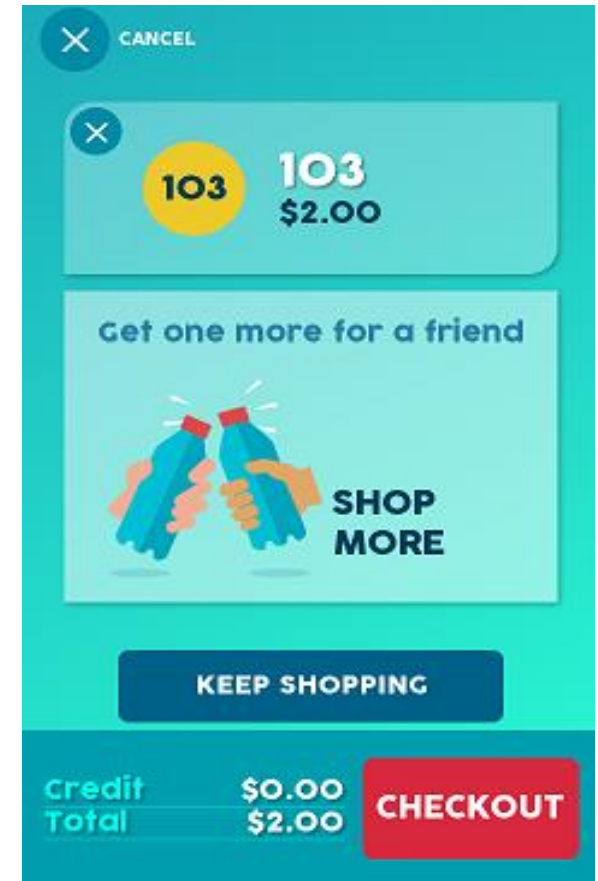 CANCEL
103
103
$2.00
Get one more for a friend
SHOP
MORE
KEEP SHOPPING
Credit $0.00
Total $2.00
CHECKOUT